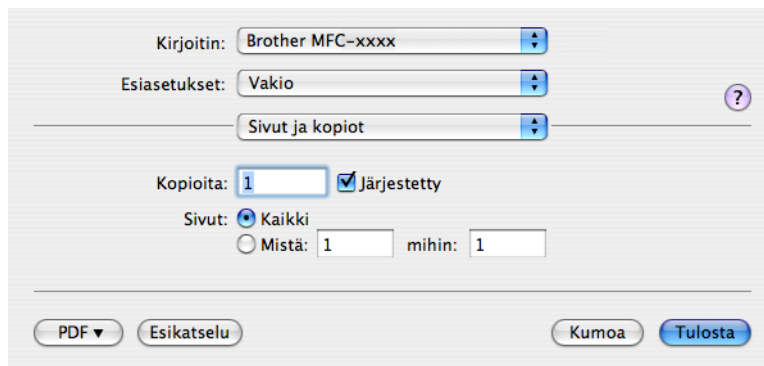 Kirjoitin: Brother MFC-xxxx
Esiasetukset: Vakio
?
Sivut ja kopiot
Kopioita: 1 Järjestetty
Sivut: Kaikki
Mistä: 1 mihin: 1
PDF ▼ Esikatselu Kumoa Tulosta